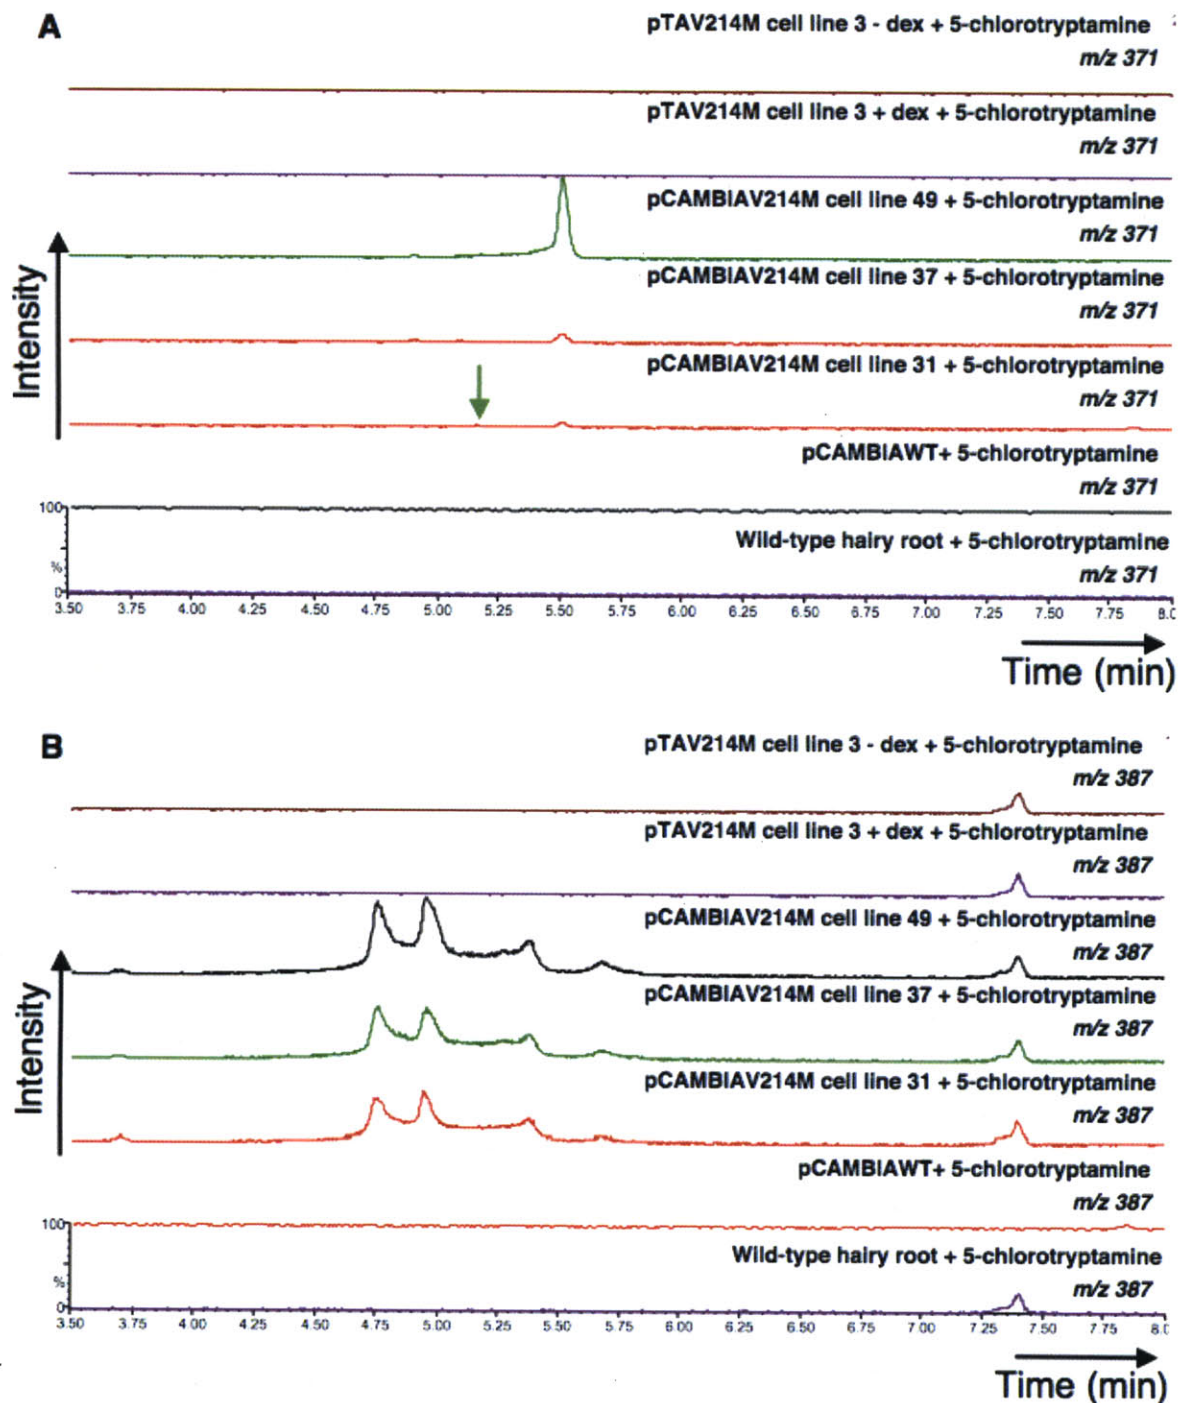 A
pTAV214M cell line 3 - dex + 5-chlorotryptamine
m/z 371
pTAV214M cell line 3 + dex + 5-chlorotryptamine
m/z 371
pCAMBIAV214M cell line 49 + 5-chlorotryptamine
m/z 371
pCAMBIAV214M cell line 37 + 5-chlorotryptamine
m/z 371
pCAMBIAV214M cell line 31 + 5-chlorotryptamine
m/z 371
pCAMBIAWT+ 5-chlorotryptamine
m/z 371
Wild-type hairy root + 5-chlorotryptamine
m/z 371
Intensity
100
%
0
3.50 3.75 4.00 4.25 4.50 4.75 5.00 5.25 5.50 5.75 6.00 6.25 6.50 6.75 7.00 7.25 7.50 7.75 8.0
Time (min)
B
pTAV214M cell line 3 - dex + 5-chlorotryptamine
m/z 387
pTAV214M cell line 3 + dex + 5-chlorotryptamine
m/z 387
pCAMBIAV214M cell line 49 + 5-chlorotryptamine
m/z 387
pCAMBIAV214M cell line 37 + 5-chlorotryptamine
m/z 387
pCAMBIAV214M cell line 31 + 5-chlorotryptamine
m/z 387
pCAMBIAWT+ 5-chlorotryptamine
m/z 387
Wild-type hairy root + 5-chlorotryptamine
m/z 387
Intensity
100
%
0
3.50 3.75 4.00 4.25 4.50 4.75 5.00 5.25 5.50 5.75 6.00 6.25 6.50 6.75 7.00 7.25 7.50 7.75 8.0
Time (min)